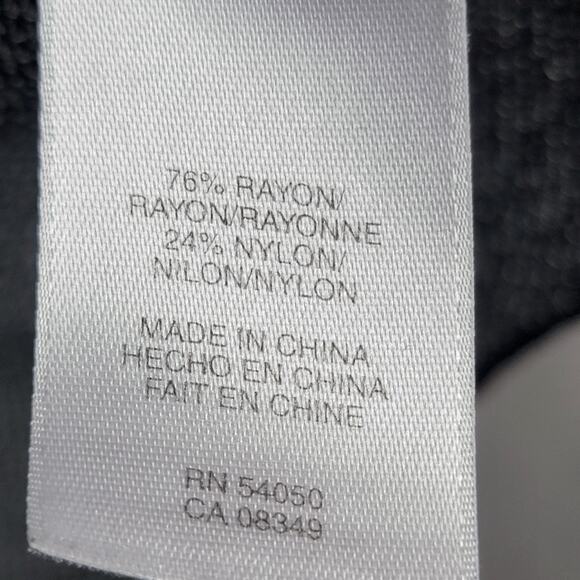 76% RAYON/
RAYON/RAYONNE
24% NYLON/
NILON/NYLON
MADE IN CHINA
HECHO EN CHINA
FAIT EN CHINE
RN 54050
CA 08349